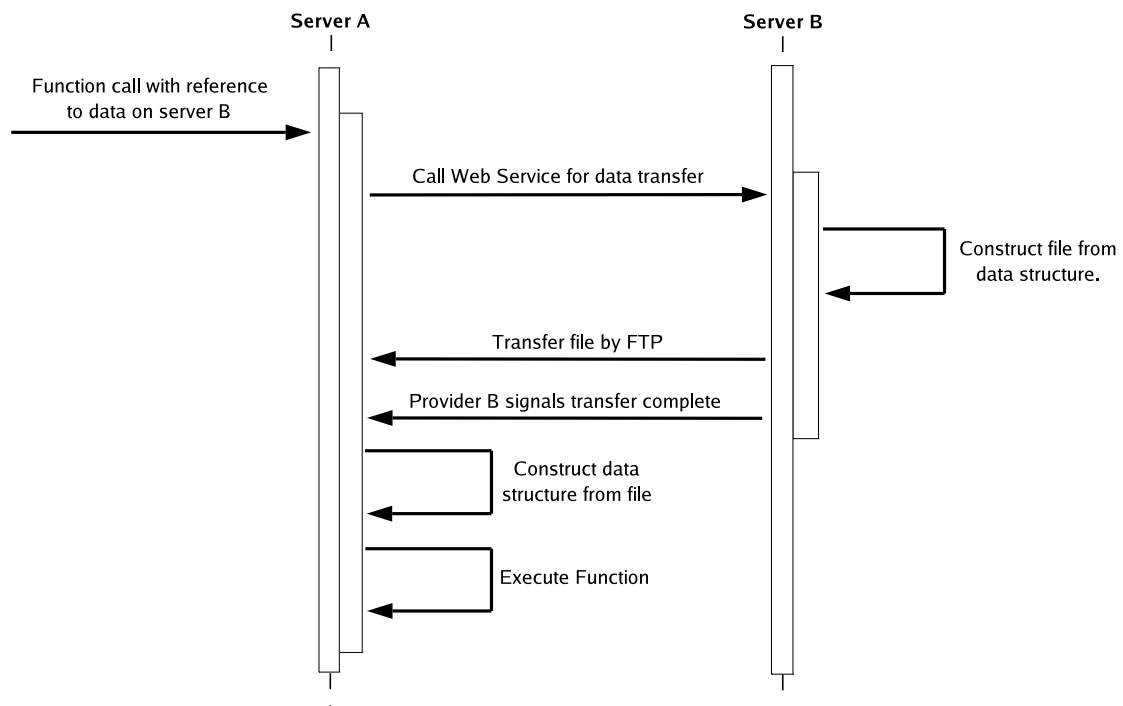 Server A
Server B
Function call with reference
to data on server B
Call Web Service for data transfer
Construct file from
data structure.
Transfer file by FTP
Provider B signals transfer complete
Construct data
structure from file
Execute Function